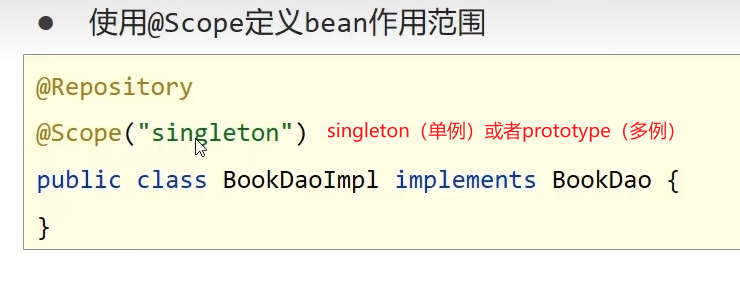 ● 使用@Scope定义bean作用范围
@Repository
@Scope("singleton") singleton（单例）或者prototype（多例）
public class BookDaoImpl implements BookDao {
}